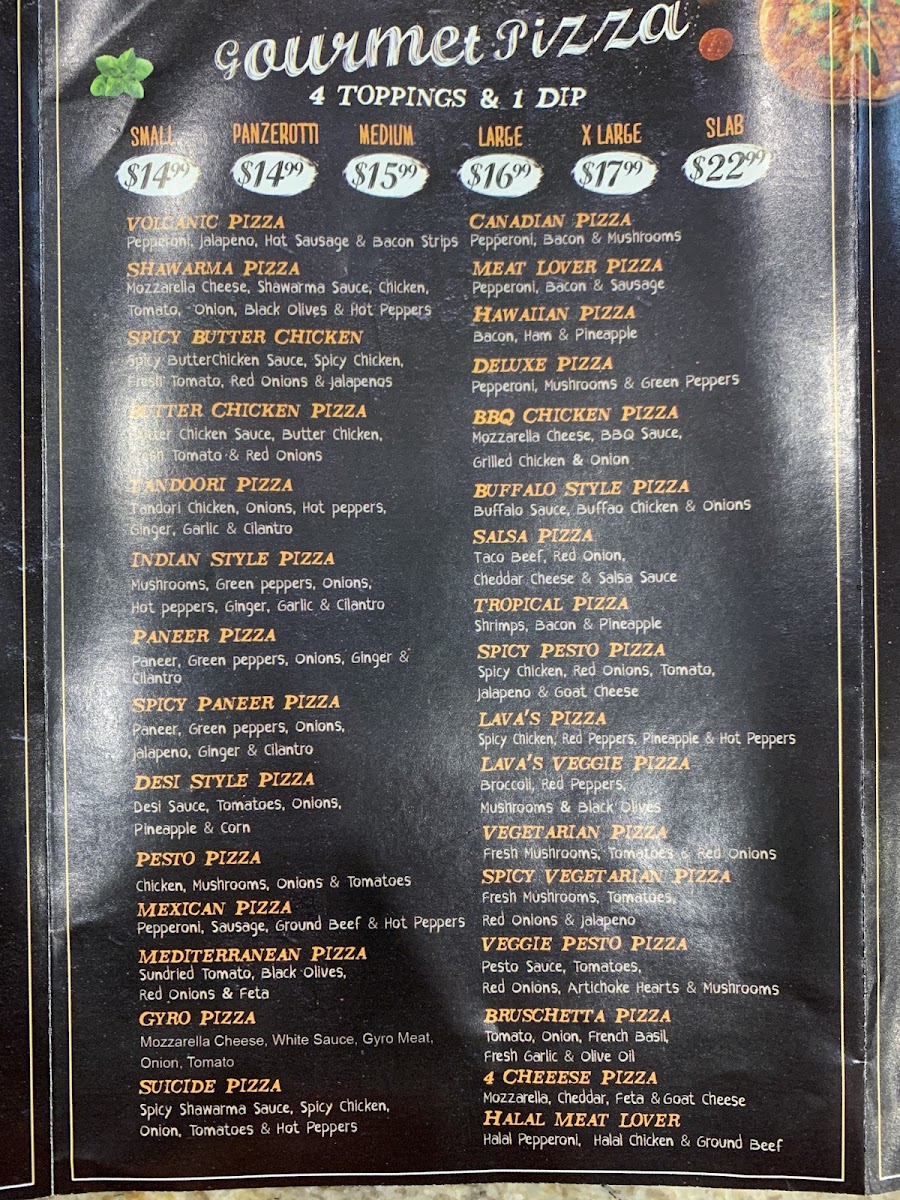 Gourmet Pizza
4 TOPPINGS & 1 DIP
SMALL PANZEROTTI MEDIUM LARGE X LARGE SLAB
$14.99 $14.99 $15.99 $16.99 $17.99 $22.99
VOLCANIC PIZZA
Pepperoni, Jalapeno, Hot Sausage & Bacon Strips
SHAWARMA PIZZA
Mozzarella Cheese, Shawarma Sauce, Chicken,
Tomato, Onion, Black Olives & Hot Peppers
SPICY BUTTER CHICKEN
Spicy ButterChicken Sauce, Spicy Chicken,
Fresh Tomato, Red Onions & Jalapenos
BUTTER CHICKEN PIZZA
Butter Chicken Sauce, Butter Chicken,
Fresh Tomato & Red Onions
TANDOORI PIZZA
Tandori Chicken, Onions, Hot peppers,
Ginger, Garlic & Cilantro
INDIAN STYLE PIZZA
Mushrooms, Green peppers, Onions,
Hot peppers, Ginger, Garlic & Cilantro
PANEER PIZZA
Paneer, Green peppers, Onions, Ginger &
Cilantro
SPICY PANEER PIZZA
Paneer, Green peppers, Onions,
Jalapeno, Ginger & Cilantro
DESI STYLE PIZZA
Desi Sauce, Tomatoes, Onions,
Pineapple & Corn
PESTO PIZZA
Chicken, Mushrooms, Onions & Tomatoes
MEXICAN PIZZA
Pepperoni, Sausage, Ground Beef & Hot Peppers
MEDITERRANEAN PIZZA
Sundried Tomato, Black Olives,
Red Onions & Feta
GYRO PIZZA
Mozzarella Cheese, White Sauce, Gyro Meat,
Onion, Tomato
SUICIDE PIZZA
Spicy Shawarma Sauce, Spicy Chicken,
Onion, Tomatoes & Hot Peppers
CANADIAN PIZZA
Pepperoni, Bacon & Mushrooms
MEAT LOVER PIZZA
Pepperoni, Bacon & Sausage
HAWAIIAN PIZZA
Bacon, Ham & Pineapple
DELUXE PIZZA
Pepperoni, Mushrooms & Green Peppers
BBQ CHICKEN PIZZA
Mozzarella Cheese, BBQ Sauce,
Grilled Chicken & Onion
BUFFALO STYLE PIZZA
Buffalo Sauce, Buffao Chicken & Onions
SALSA PIZZA
Taco Beef, Red Onion,
Cheddar Cheese & Salsa Sauce
TROPICAL PIZZA
Shrimps, Bacon & Pineapple
SPICY PESTO PIZZA
Spicy Chicken, Red Onions, Tomato,
Jalapeno & Goat Cheese
LAVA'S PIZZA
Spicy Chicken, Red Peppers, Pineapple & Hot Peppers
LAVA'S VEGGIE PIZZA
Broccoli, Red Peppers,
Mushrooms & Black Olives
VEGETARIAN PIZZA
Fresh Mushrooms, Tomatoes & Red Onions
SPICY VEGETARIAN PIZZA
Fresh Mushrooms, Tomatoes,
Red Onions & Jalapeno
VEGGIE PESTO PIZZA
Pesto Sauce, Tomatoes,
Red Onions, Artichoke Hearts & Mushrooms
BRUSCHETTA PIZZA
Tomato, Onion, French Basil,
Fresh Garlic & Olive Oil
4 CHEEESE PIZZA
Mozzarella, Cheddar, Feta & Goat Cheese
HALAL MEAT LOVER
Halal Pepperoni, Halal Chicken & Ground Beef